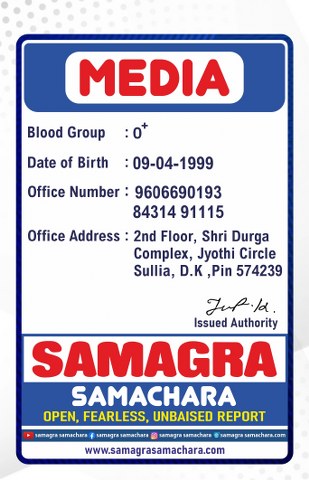 MEDIA
Blood Group : O+
Date of Birth : 09-04-1999
Office Number : 9606690193
84314 91115
Office Address : 2nd Floor, Shri Durga
Complex, Jyothi Circle
Sullia, D.K ,Pin 574239
Issued Authority
SAMAGRA
SAMACHARA
OPEN, FEARLESS, UNBAISED REPORT
samagra samachara samagra samachara samagra samachara samagra samachara.com
www.samagrasamachara.com